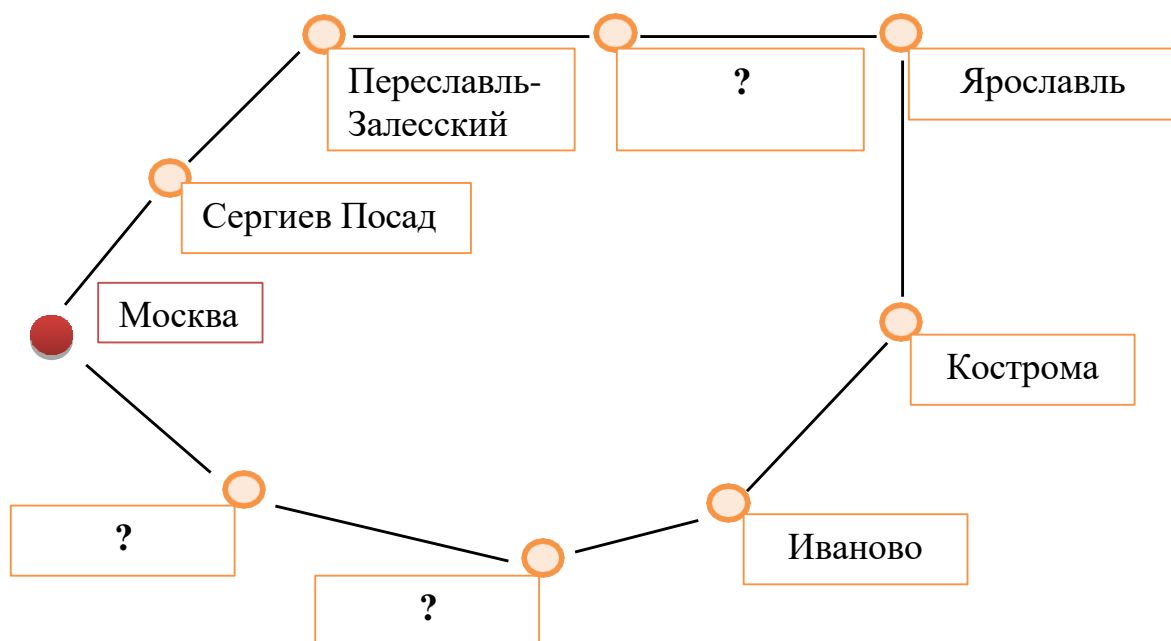 Переславль-
Залесский
?
Ярославль
Сергиев Посад
Москва
Кострома
?
Иваново
?